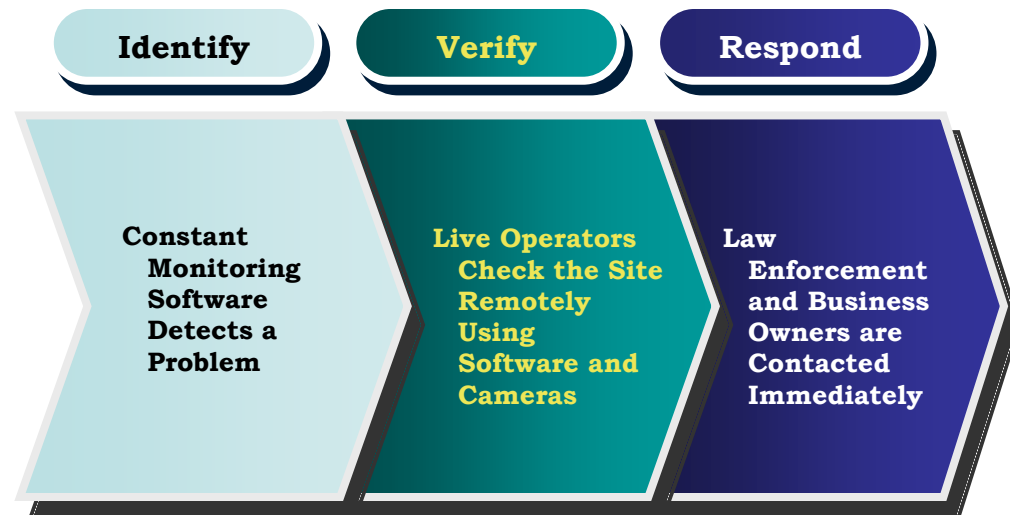 Identify
Verify
Respond
Constant
Monitoring
Software
Detects a
Problem
Live Operators
Check the Site
Remotely
Using
Software and
Cameras
Law
Enforcement
and Business
Owners are
Contacted
Immediately